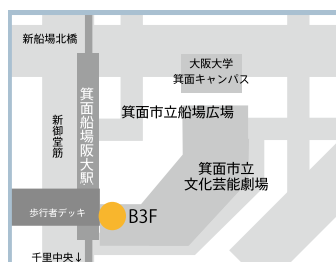 新船場北橋
大阪大学
箕面キャンパス
箕面市立船場広場
箕面船場阪大駅
新御堂筋
箕面市立
文化芸能劇場
歩行者デッキ
B3F
千里中央↓